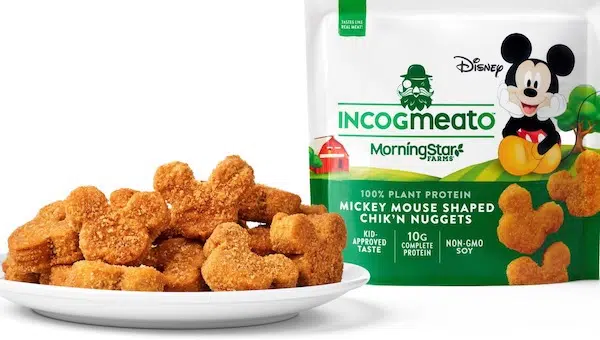 TASTES LIKE
REAL MEAT!
Disney
INCOGmeato
MorningStar
FARMS
100% PLANT PROTEIN
MICKEY MOUSE SHAPED
CHIK'N NUGGETS
KID-
APPROVED
TASTE
10G
COMPLETE
PROTEIN
NON-GMO
SOY